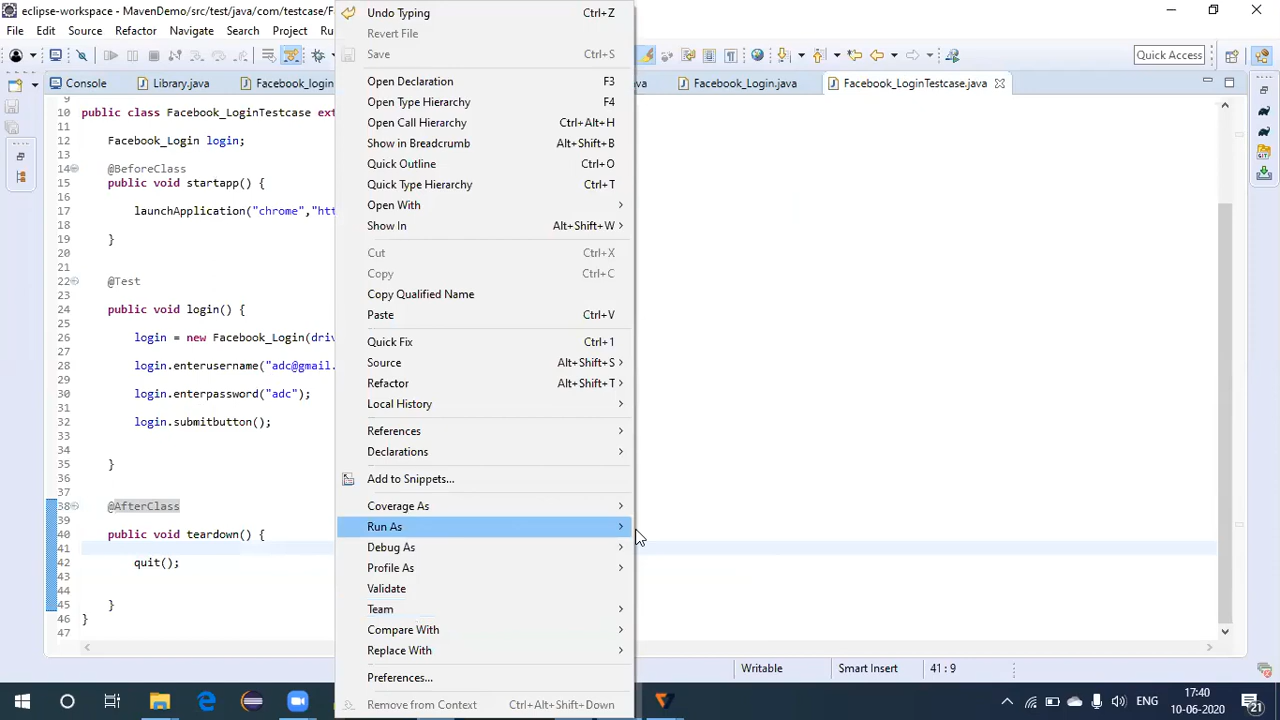 eclipse-workspace - MavenDemo/src/test/java/com/testcase/F
File Edit Source Refactor Navigate Search Project Ru
Quick Access
Console Library.java Facebook_login va Facebook_Login.java Facebook_LoginTestcase.java
9
10 public class Facebook_LoginTestcase ext
11
12 Facebook_Login login;
13
14 @BeforeClass
15 public void startapp() {
16
17 launchApplication("chrome","htt
18
19 }
20
21
22 @Test
23
24 public void login() {
25
26 login = new Facebook_Login(driv
27
28 login.enterusername("adc@gmail.
29
30 login.enterpassword("adc");
31
32 login.submitbutton();
33
34
35 }
36
37
38 @AfterClass
39
40 public void teardown() {
41
42 quit();
43
44
45 }
46 }
47
Undo Typing Ctrl+Z
Revert File
Save Ctrl+S
Open Declaration F3
Open Type Hierarchy F4
Open Call Hierarchy Ctrl+Alt+H
Show in Breadcrumb Alt+Shift+B
Quick Outline Ctrl+O
Quick Type Hierarchy Ctrl+T
Open With
Show In Alt+Shift+W
Cut Ctrl+X
Copy Ctrl+C
Copy Qualified Name
Paste Ctrl+V
Quick Fix Ctrl+1
Source Alt+Shift+S
Refactor Alt+Shift+T
Local History
References
Declarations
Add to Snippets...
Coverage As
Run As
Debug As
Profile As
Validate
Team
Compare With
Replace With
Preferences...
Remove from Context Ctrl+Alt+Shift+Down
Writable Smart Insert 41 : 9
ENG 17:40
10-06-2020
21